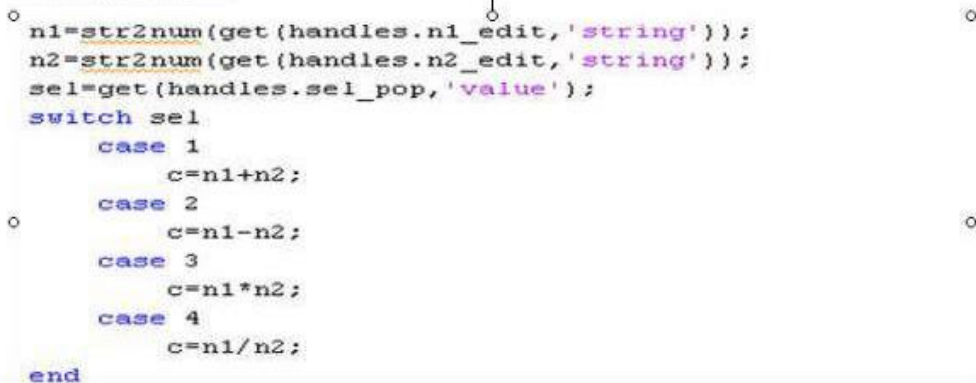 n1=str2num(get(handles.n1_edit,'string'));
n2=str2num(get(handles.n2_edit,'string'));
sel=get(handles.sel_pop,'value');
switch sel
case 1
c=n1+n2;
case 2
c=n1-n2;
case 3
c=n1*n2;
case 4
c=n1/n2;
end